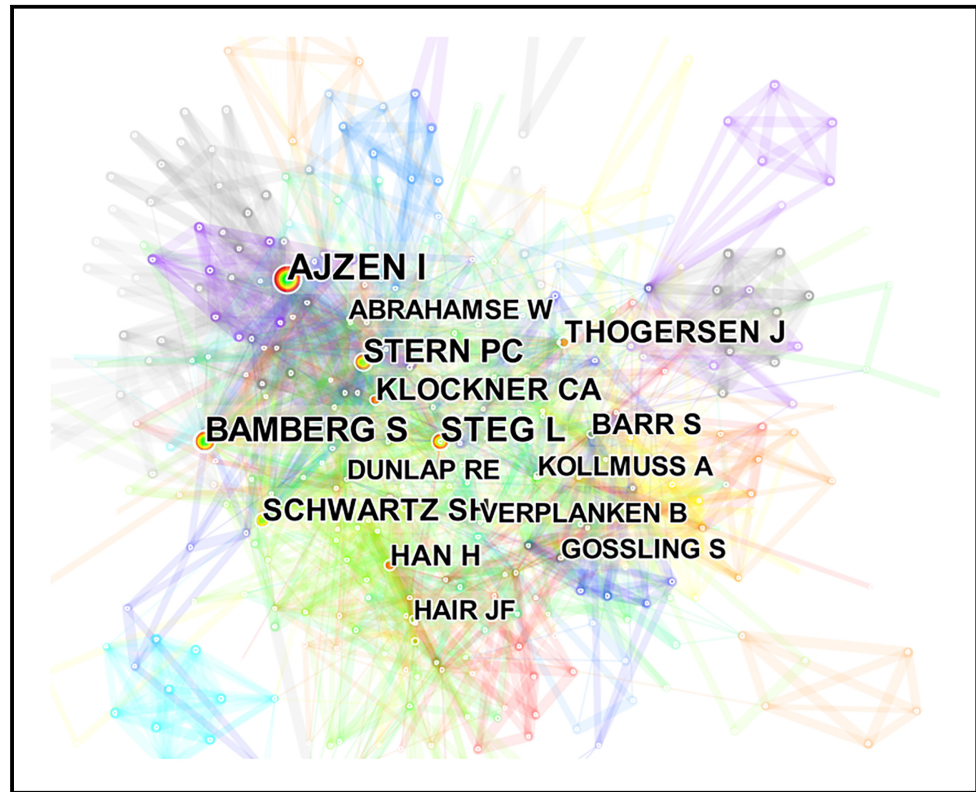 AJZEN I
ABRAHAMSE W
THOGERSEN J
STERN PC
KLOCKNER CA
BAMBERG S
STEG L
BARR S
DUNLAP RE
KOLLMUSS A
SCHWARTZ SH
VERPLANKEN B
HAN H
GOSSLING S
HAIR JF